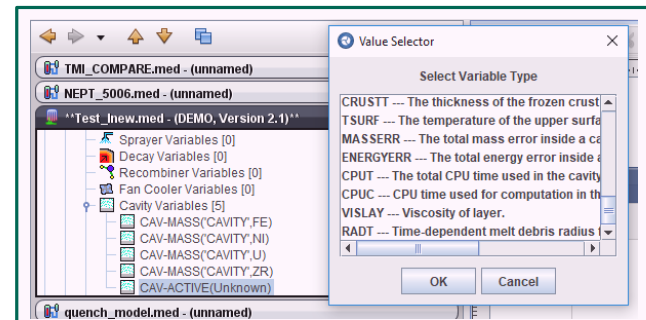 TMI_COMPARE.med - (unnamed)
NEPT_5006.med - (unnamed)
**Test_Inew.med - (DEMO, Version 2.1)**
Sprayer Variables [0]
Decay Variables [0]
Recombiner Variables [0]
Fan Cooler Variables [0]
Cavity Variables [5]
CAV-MASS('CAVITY',FE)
CAV-MASS('CAVITY',NI)
CAV-MASS('CAVITY',U)
CAV-MASS('CAVITY',ZR)
CAV-ACTIVE(Unknown)
quench_model.med - (unnamed)
Value Selector
Select Variable Type
CRUSTT --- The thickness of the frozen crust
TSURF --- The temperature of the upper surfa
MASSERR --- The total mass error inside a ca
ENERGYERR --- The total energy error inside a
CPUT --- The total CPU time used in the cavity
CPUC --- CPU time used for computation in th
VISLAY --- Viscosity of layer.
RADT --- Time-dependent melt debris radius
OK
Cancel